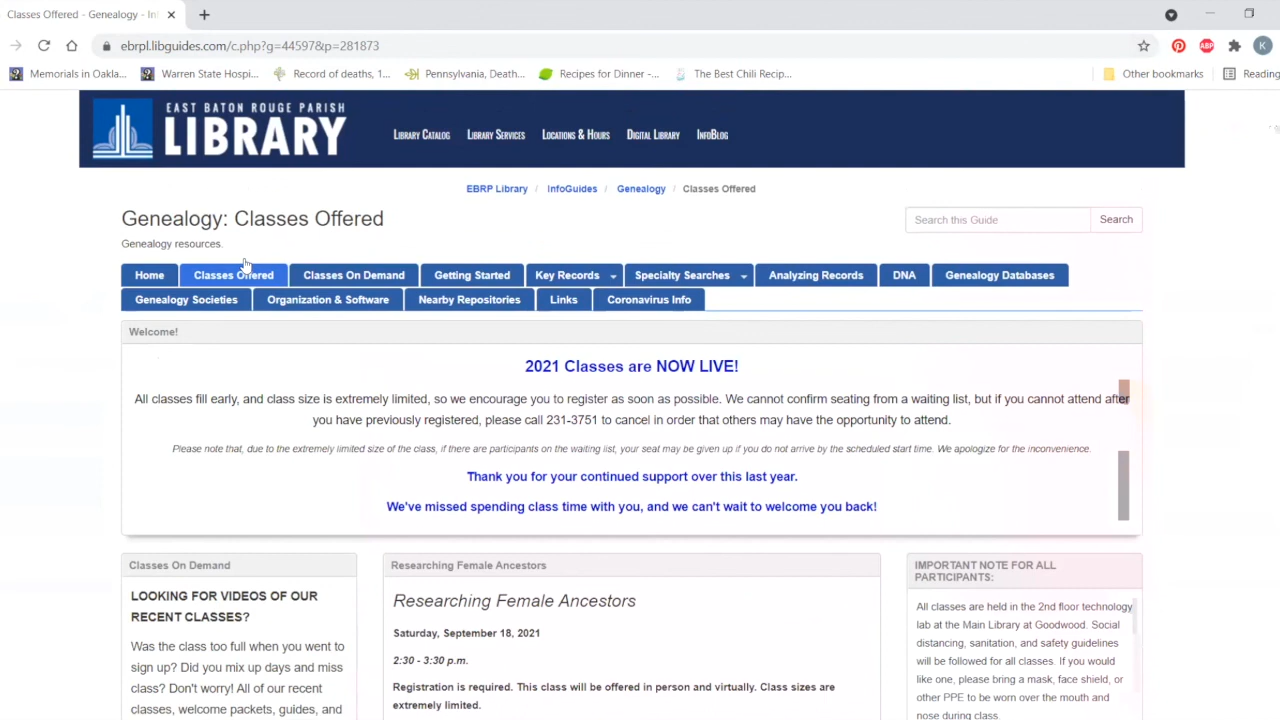 Classes Offered - Genealogy - In
ebrpl.libguides.com/c.php?g=44597&p=281873
ABP
K
Memorials in Oakla...
Warren State Hospi...
Record of deaths, 1...
Pennsylvania, Death...
Recipes for Dinner -...
The Best Chili Recip...
Other bookmarks
Reading
EAST BATON ROUGE PARISH
LIBRARY
LIBRARY CATALOG
LIBRARY SERVICES
LOCATIONS & HOURS
DIGITAL LIBRARY
INFOBLOG
EBRP Library / InfoGuides / Genealogy / Classes Offered
Genealogy: Classes Offered
Search this Guide
Search
Genealogy resources.
Home
Classes Offered
Classes On Demand
Getting Started
Key Records
Specialty Searches
Analyzing Records
DNA
Genealogy Databases
Genealogy Societies
Organization & Software
Nearby Repositories
Links
Coronavirus Info
Welcome!
2021 Classes are NOW LIVE!
All classes fill early, and class size is extremely limited, so we encourage you to register as soon as possible. We cannot confirm seating from a waiting list, but if you cannot attend after
you have previously registered, please call 231-3751 to cancel in order that others may have the opportunity to attend.
Please note that, due to the extremely limited size of the class, if there are participants on the waiting list, your seat may be given up if you do not arrive by the scheduled start time. We apologize for the inconvenience.
Thank you for your continued support over this last year.
We've missed spending class time with you, and we can't wait to welcome you back!
Classes On Demand
LOOKING FOR VIDEOS OF OUR
RECENT CLASSES?
Was the class too full when you went to
sign up? Did you mix up days and miss
class? Don't worry! All of our recent
classes, welcome packets, guides, and
Researching Female Ancestors
Researching Female Ancestors
Saturday, September 18, 2021
2:30 - 3:30 p.m.
Registration is required. This class will be offered in person and virtually. Class sizes are
extremely limited.
IMPORTANT NOTE FOR ALL
PARTICIPANTS:
All classes are held in the 2nd floor technology
lab at the Main Library at Goodwood. Social
distancing, sanitation, and safety guidelines
will be followed for all classes. If you would
like one, please bring a mask, face shield, or
other PPE to be worn over the mouth and
nose during class